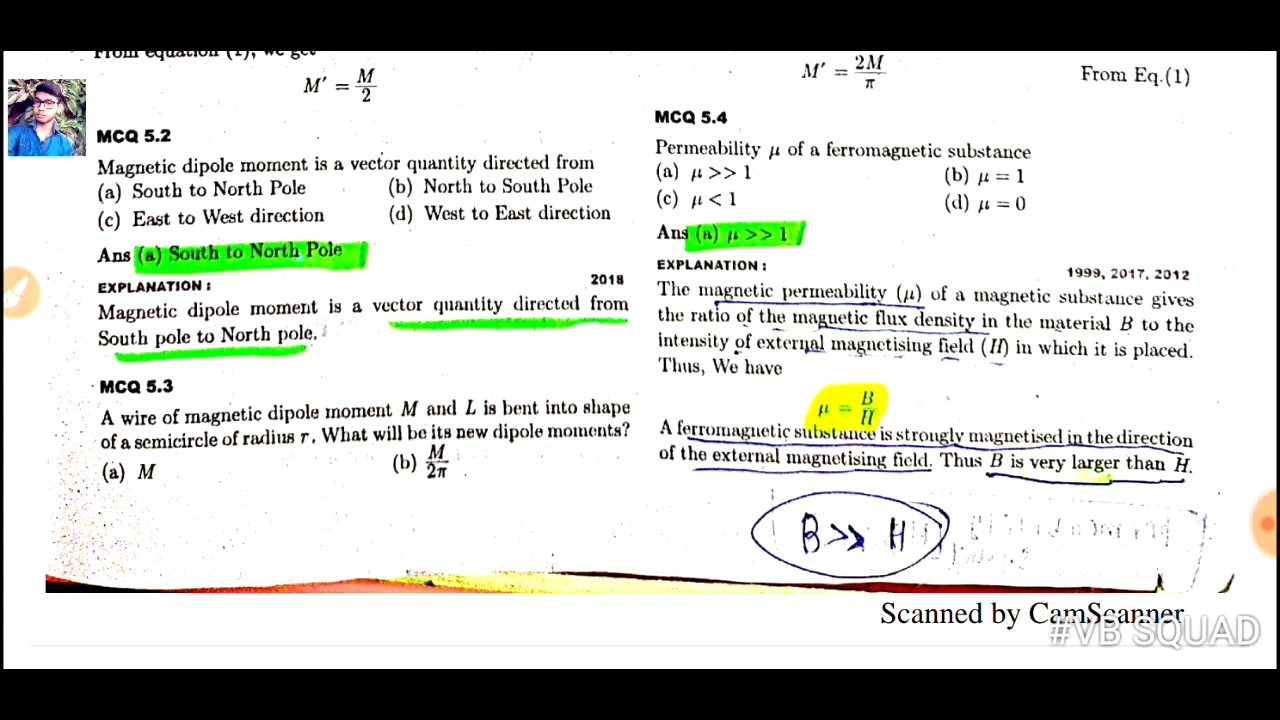 From equation (1), we get
M' = M/2
MCQ 5.2
Magnetic dipole moment is a vector quantity directed from
(a) South to North Pole (b) North to South Pole
(c) East to West direction (d) West to East direction
Ans (a) South to North Pole
EXPLANATION : 2018
Magnetic dipole moment is a vector quantity directed from
South pole to North pole.
MCQ 5.3
A wire of magnetic dipole moment M and L is bent into shape
of a semicircle of radius r. What will be its new dipole moments?
(a) M (b) M/2π
M' = 2M/π From Eq.(1)
MCQ 5.4
Permeability μ of a ferromagnetic substance
(a) μ >> 1 (b) μ = 1
(c) μ < 1 (d) μ = 0
Ans (a) μ >> 1
EXPLANATION : 1999, 2017, 2012
The magnetic permeability (μ) of a magnetic substance gives
the ratio of the magnetic flux density in the material B to the
intensity of external magnetising field (H) in which it is placed.
Thus, We have
μ = B/H
A ferromagnetic substance is strongly magnetised in the direction
of the external magnetising field. Thus B is very larger than H.
B >> H
Scanned by CamScanner
#VB SQUAD